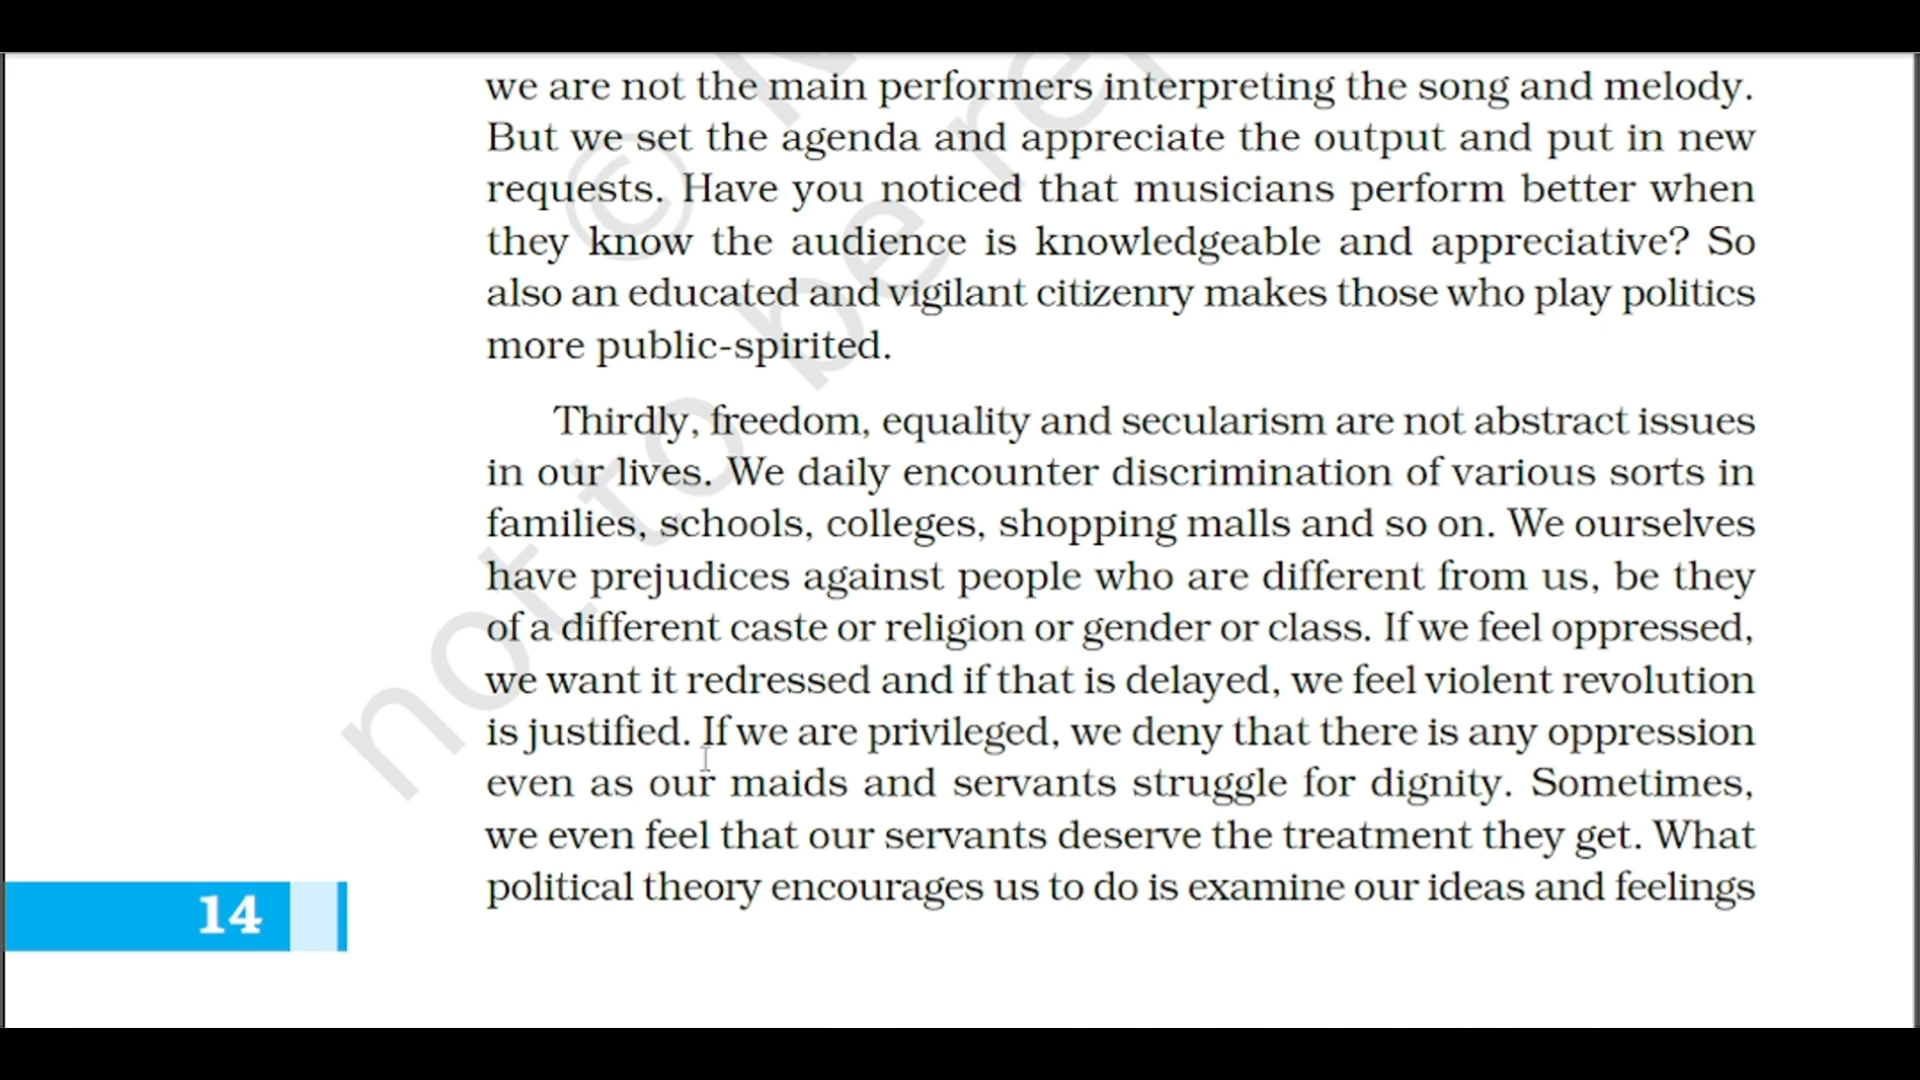 we are not the main performers interpreting the song and melody.
But we set the agenda and appreciate the output and put in new
requests. Have you noticed that musicians perform better when
they know the audience is knowledgeable and appreciative? So
also an educated and vigilant citizenry makes those who play politics
more public-spirited.
Thirdly, freedom, equality and secularism are not abstract issues
in our lives. We daily encounter discrimination of various sorts in
families, schools, colleges, shopping malls and so on. We ourselves
have prejudices against people who are different from us, be they
of a different caste or religion or gender or class. If we feel oppressed,
we want it redressed and if that is delayed, we feel violent revolution
is justified. If we are privileged, we deny that there is any oppression
even as our maids and servants struggle for dignity. Sometimes,
we even feel that our servants deserve the treatment they get. What
political theory encourages us to do is examine our ideas and feelings
14
©
not to be